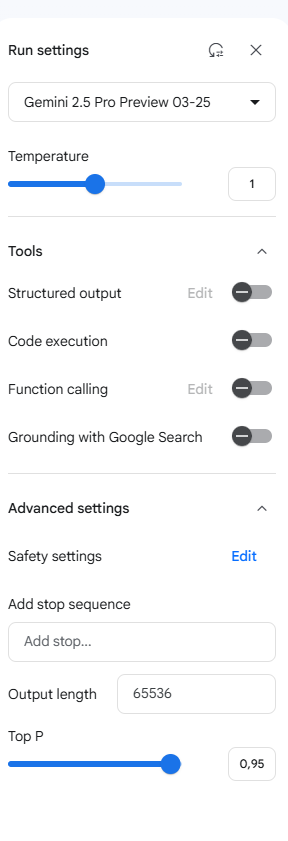 Run settings
Gemini 2.5 Pro Preview 03-25
Temperature
1
Tools
Structured output Edit
Code execution
Function calling Edit
Grounding with Google Search
Advanced settings
Safety settings Edit
Add stop sequence
Add stop...
Output length 65536
Top P
0,95